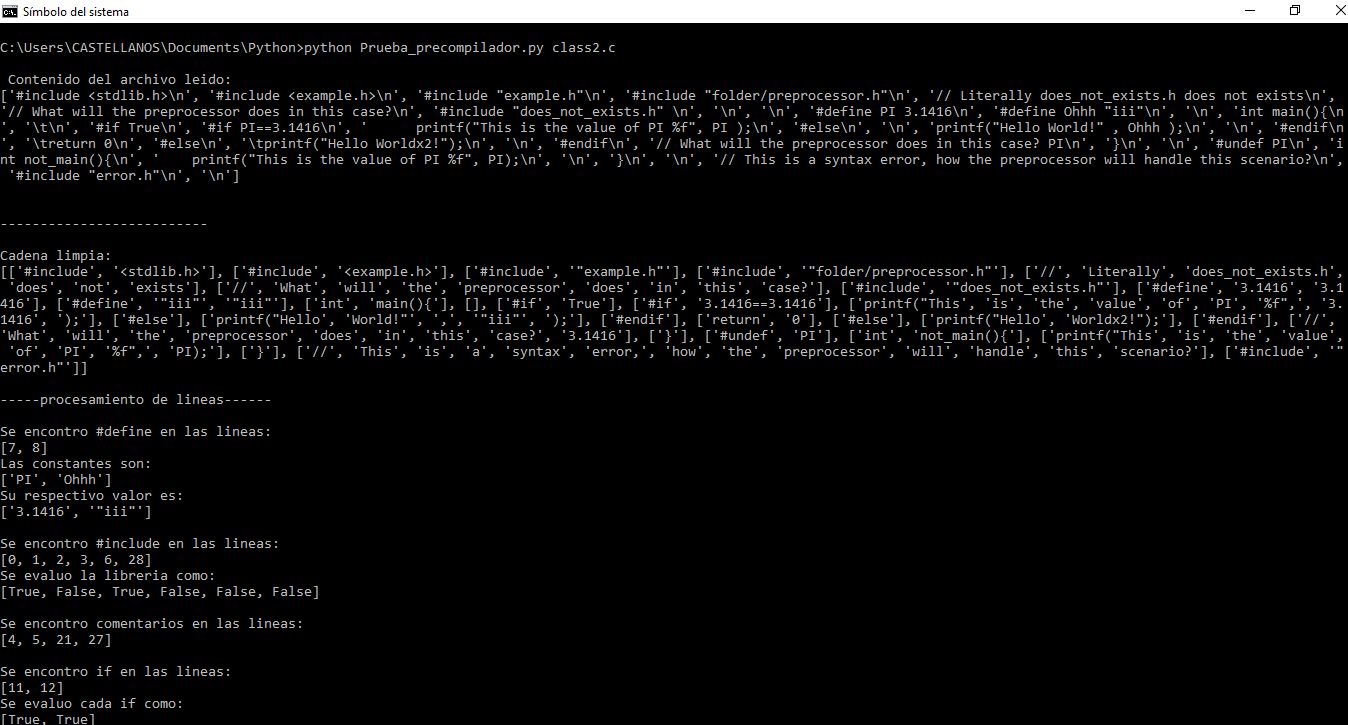 Símbolo del sistema
C:\Users\CASTELLANOS\Documents\Python>python Prueba_precompilador.py class2.c
Contenido del archivo leido:
['#include <stdlib.h>\n', '#include <example.h>\n', '#include "example.h"\n', '#include "folder/preprocessor.h"\n', '// Literally does_not_exists.h does not exists\n',
'// What will the preprocessor does in this case?\n', '#include "does_not_exists.h" \n', '\n', '\n', '#define PI 3.1416\n', '#define Ohhh "iii"\n', '\n', 'int main(){\n
', '\t\n', '#if True\n', '#if PI==3.1416\n', '      printf("This is the value of PI %f", PI );\n', '#else\n', '\n', 'printf("Hello World!" , Ohhh );\n', '\n', '#endif\n
', '\treturn 0\n', '#else\n', '\tprintf("Hello Worldx2!");\n', '\n', '#endif\n', '// What will the preprocessor does in this case? PI\n', '}\n', '\n', '#undef PI\n', 'i
nt not_main(){\n', '    printf("This is the value of PI %f", PI);\n', '\n', '}\n', '\n', '// This is a syntax error, how the preprocessor will handle this scenario?\n',
'#include "error.h"\n', '\n']
--------------------------
Cadena limpia:
[['#include', '<stdlib.h>'], ['#include', '<example.h>'], ['#include', '"example.h"'], ['#include', '"folder/preprocessor.h"'], ['//', 'Literally', 'does_not_exists.h',
'does', 'not', 'exists'], ['//', 'What', 'will', 'the', 'preprocessor', 'does', 'in', 'this', 'case?'], ['#include', '"does_not_exists.h"'], ['#define', '3.1416', '3.1
416'], ['#define', '"iii"', '"iii"'], ['int', 'main(){'], [], ['#if', 'True'], ['#if', '3.1416==3.1416'], ['printf("This', 'is', 'the', 'value', 'of', 'PI', '%f",', '3.
1416', ');'], ['#else'], ['printf("Hello', 'World!"', ',', '"iii"', ');'], ['#endif'], ['return', '0'], ['#else'], ['printf("Hello', 'Worldx2!");'], ['#endif'], ['//',
'What', 'will', 'the', 'preprocessor', 'does', 'in', 'this', 'case?', '3.1416'], ['}'], ['#undef', 'PI'], ['int', 'not_main(){'], ['printf("This', 'is', 'the', 'value',
'of', 'PI', '%f",', 'PI);'], ['}'], ['//', 'This', 'is', 'a', 'syntax', 'error,', 'how', 'the', 'preprocessor', 'will', 'handle', 'this', 'scenario?'], ['#include', '"
error.h"']]
-----procesamiento de lineas------
Se encontro #define en las lineas:
[7, 8]
Las constantes son:
['PI', 'Ohhh']
Su respectivo valor es:
['3.1416', '"iii"']
Se encontro #include en las lineas:
[0, 1, 2, 3, 6, 28]
Se evaluo la libreria como:
[True, False, True, False, False, False]
Se encontro comentarios en las lineas:
[4, 5, 21, 27]
Se encontro if en las lineas:
[11, 12]
Se evaluo cada if como:
[True, True]